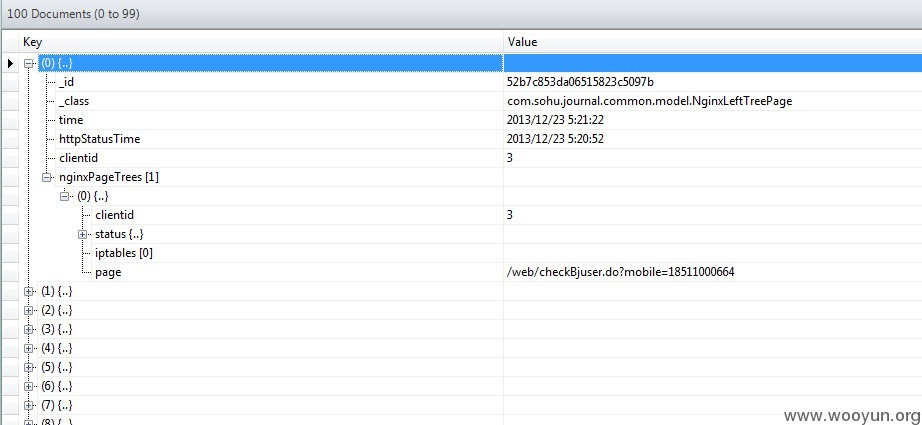 100 Documents (0 to 99)
Key Value
(0) {..}
_id 52b7c853da06515823c5097b
_class com.sohu.journal.common.model.NginxLeftTreePage
time 2013/12/23 5:21:22
httpStatusTime 2013/12/23 5:20:52
clientid 3
nginxPageTrees [1]
(0) {..}
clientid 3
status {..}
iptables [0]
page /web/checkBjuser.do?mobile=18511000664
(1) {..}
(2) {..}
(3) {..}
(4) {..}
(5) {..}
(6) {..}
(7) {..}
(8) {..}
www.wooyun.org